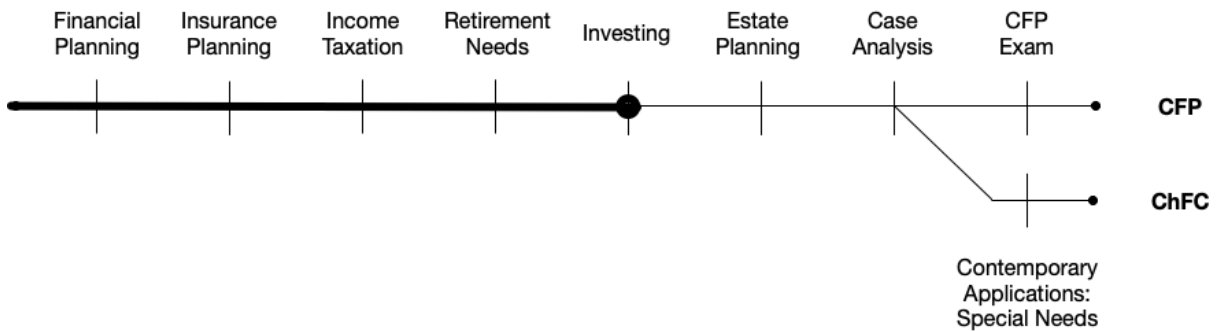 Financial
Planning
Insurance
Planning
Income
Taxation
Retirement
Needs
Investing
Estate
Planning
Case
Analysis
CFP
Exam
CFP
ChFC
Contemporary
Applications:
Special Needs